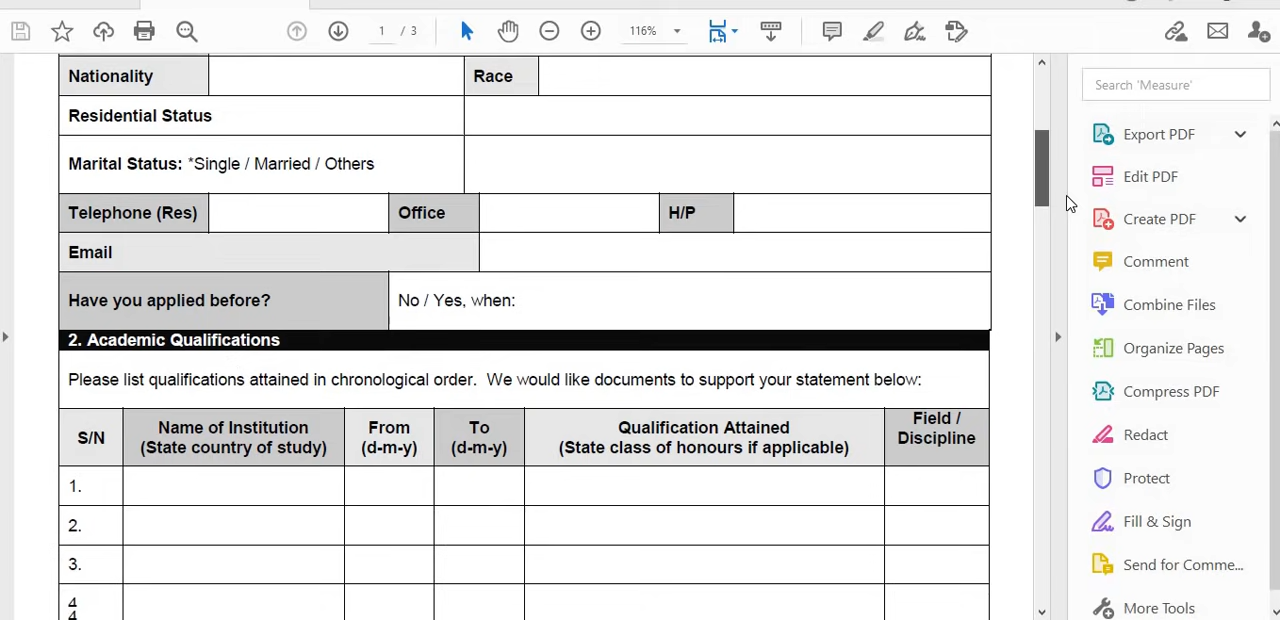 1 / 3
116%
Search 'Measure'
Nationality
Race
Residential Status
Marital Status: *Single / Married / Others
Telephone (Res)
Office
H/P
Email
Have you applied before?
No / Yes, when:
2. Academic Qualifications
Please list qualifications attained in chronological order.  We would like documents to support your statement below:
S/N
Name of Institution
(State country of study)
From
(d-m-y)
To
(d-m-y)
Qualification Attained
(State class of honours if applicable)
Field /
Discipline
1.
2.
3.
4
4
Export PDF
Edit PDF
Create PDF
Comment
Combine Files
Organize Pages
Compress PDF
Redact
Protect
Fill & Sign
Send for Comme...
More Tools